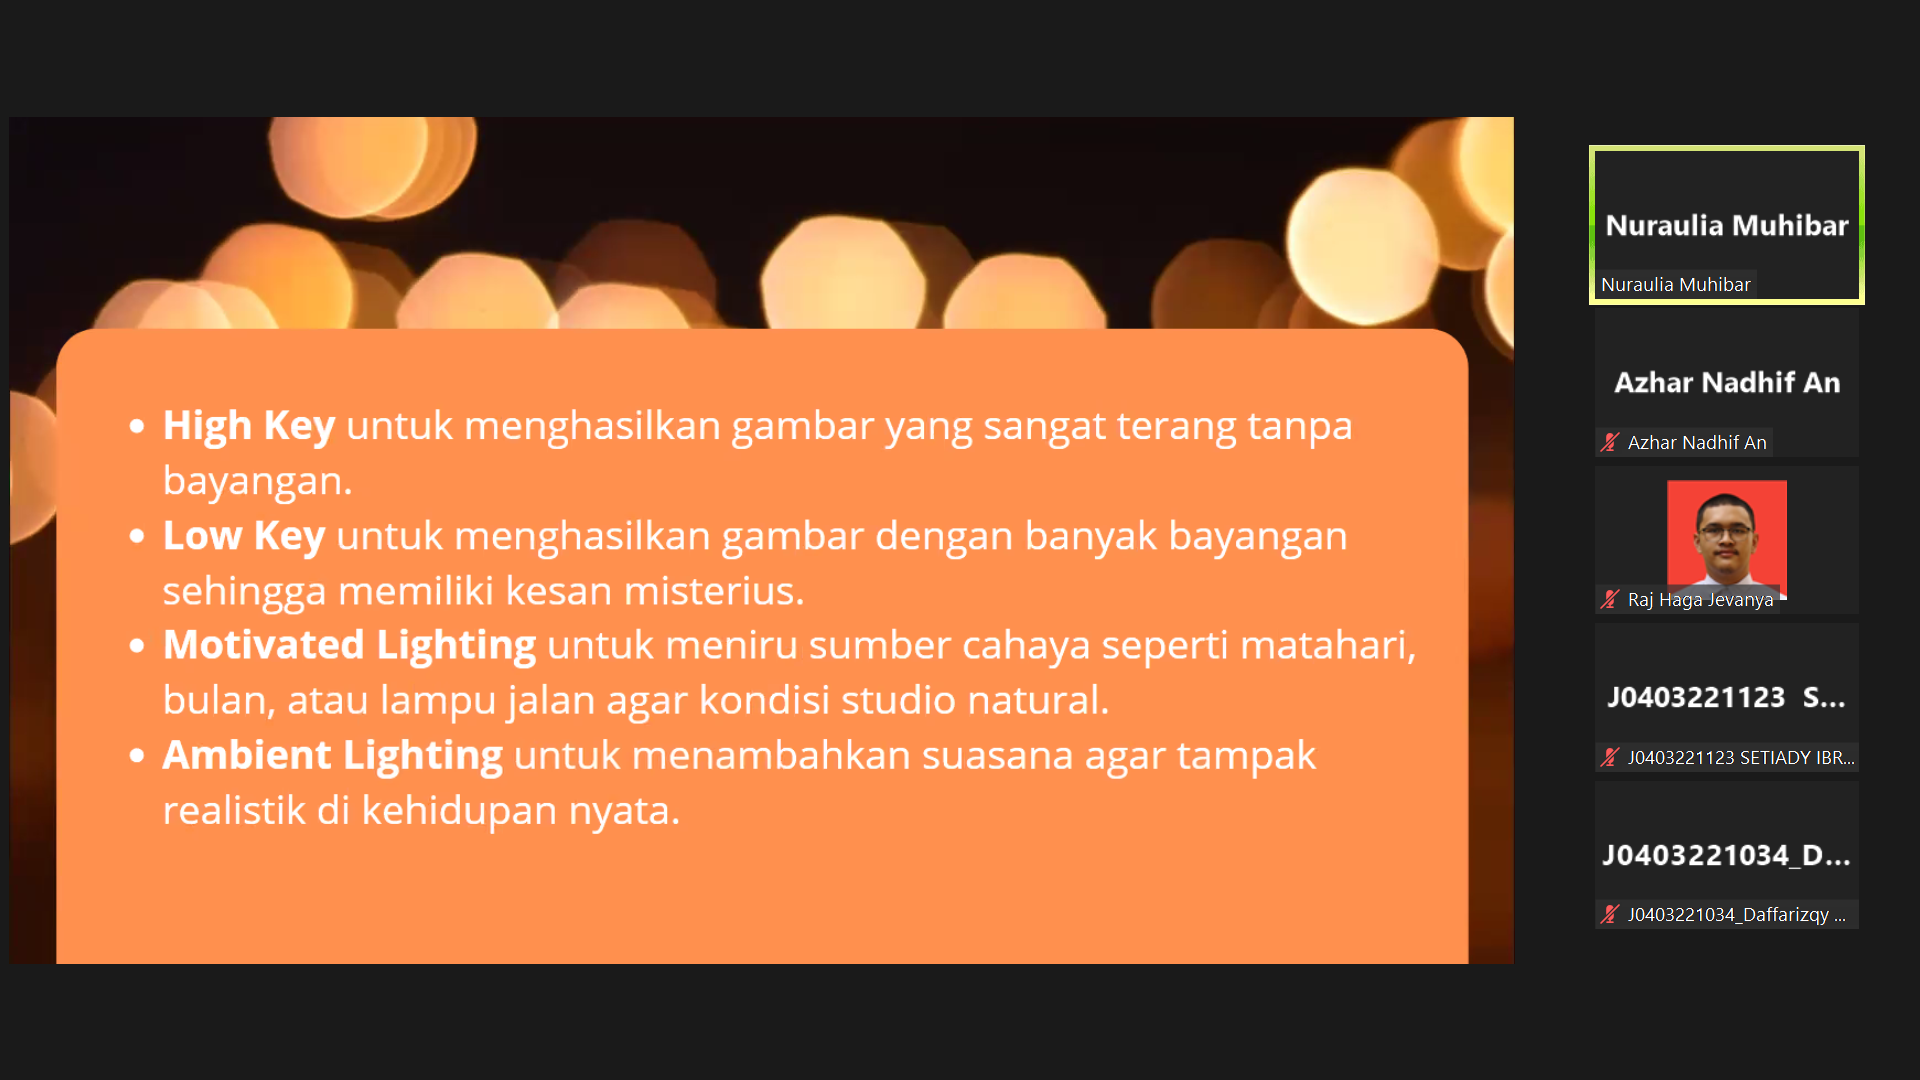 • High Key untuk menghasilkan gambar yang sangat terang tanpa
bayangan.
• Low Key untuk menghasilkan gambar dengan banyak bayangan
sehingga memiliki kesan misterius.
• Motivated Lighting untuk meniru sumber cahaya seperti matahari,
bulan, atau lampu jalan agar kondisi studio natural.
• Ambient Lighting untuk menambahkan suasana agar tampak
realistik di kehidupan nyata.
Nuraulia Muhibar
Nuraulia Muhibar
Azhar Nadhif An
Azhar Nadhif An
Raj Haga Jevanya
J0403221123 S...
J0403221123 SETIADY IBR...
J0403221034_D...
J0403221034_Daffarizqy ...